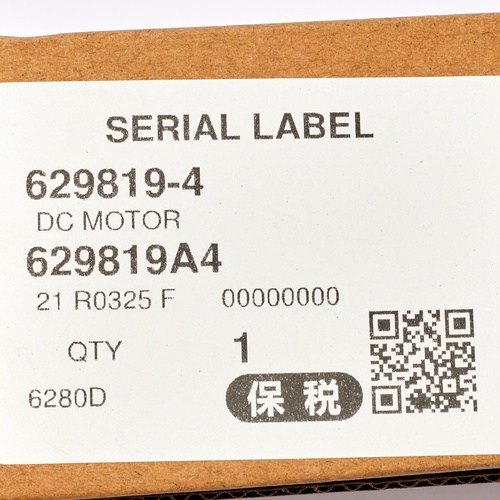 SERIAL LABEL
629819-4
DC MOTOR
629819A4
21 R0325 F 00000000
QTY 1
6280D 保税